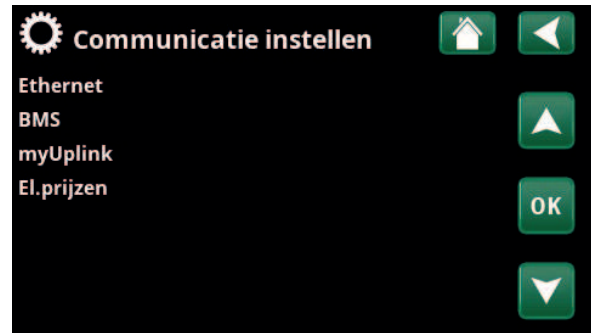 Communicatie instellen
Ethernet
BMS
myUplink
El.prijzen
OK